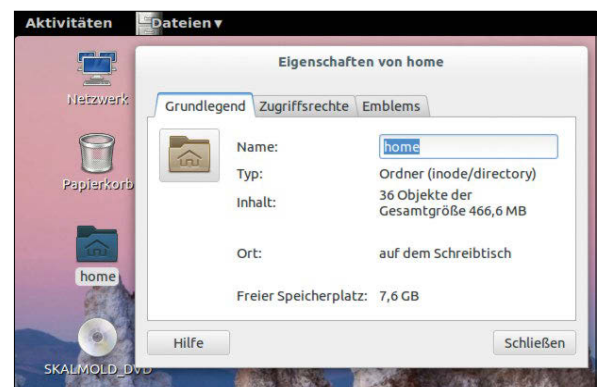 Aktivitäten Dateien ▾
Netzwerk
Papierkorb
home
SKALMOLD_DVD
Eigenschaften von home
Grundlegend Zugriffsrechte Emblems
Name: home
Typ: Ordner (inode/directory)
Inhalt: 36 Objekte der
Gesamtgröße 466,6 MB
Ort: auf dem Schreibtisch
Freier Speicherplatz: 7,6 GB
Hilfe Schließen